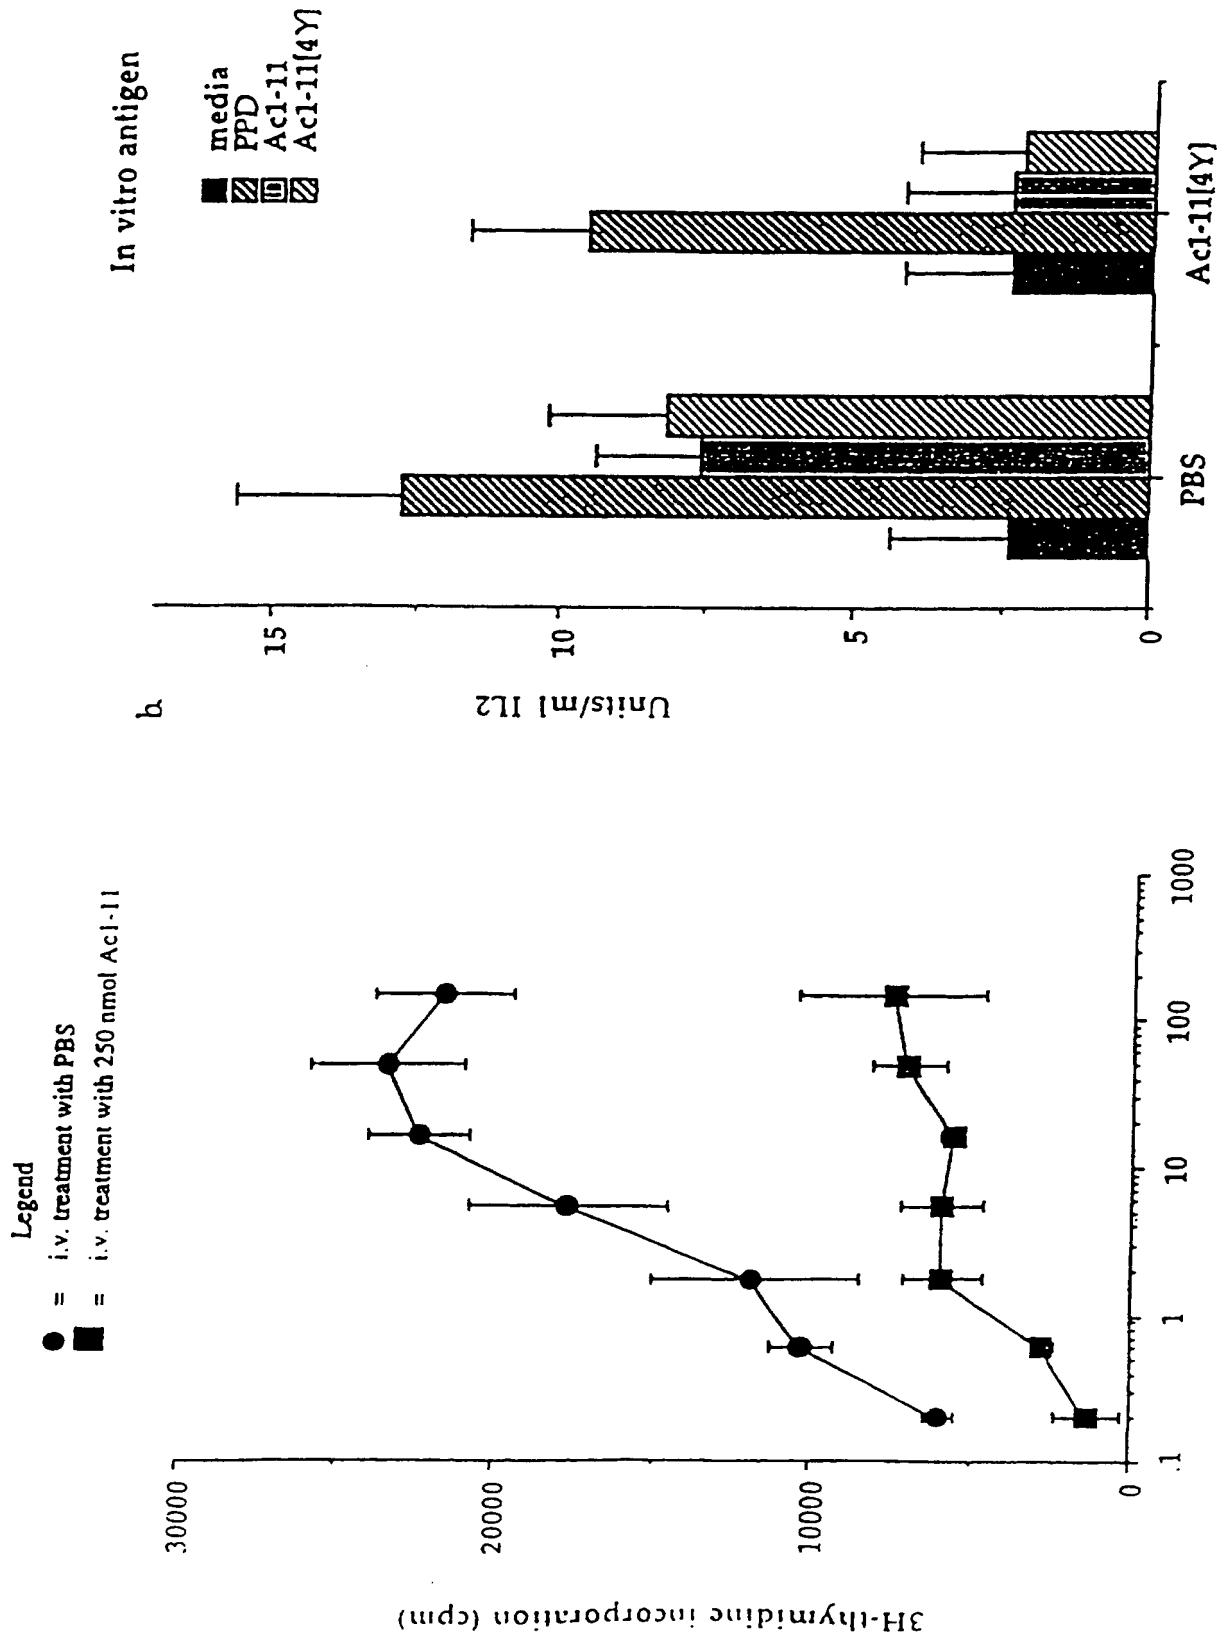 Legend
● = i.v. treatment with PBS
■ = i.v. treatment with 250 nmol Ac1-11
3H-thymidine incorporation (cpm)
30000
20000
10000
0
.1
1
10
100
1000
b
In vitro antigen
media
PPD
Ac1-11
Ac1-11[4Y]
Units/ml IL2
15
10
5
0
PBS
Ac1-11[4Y]